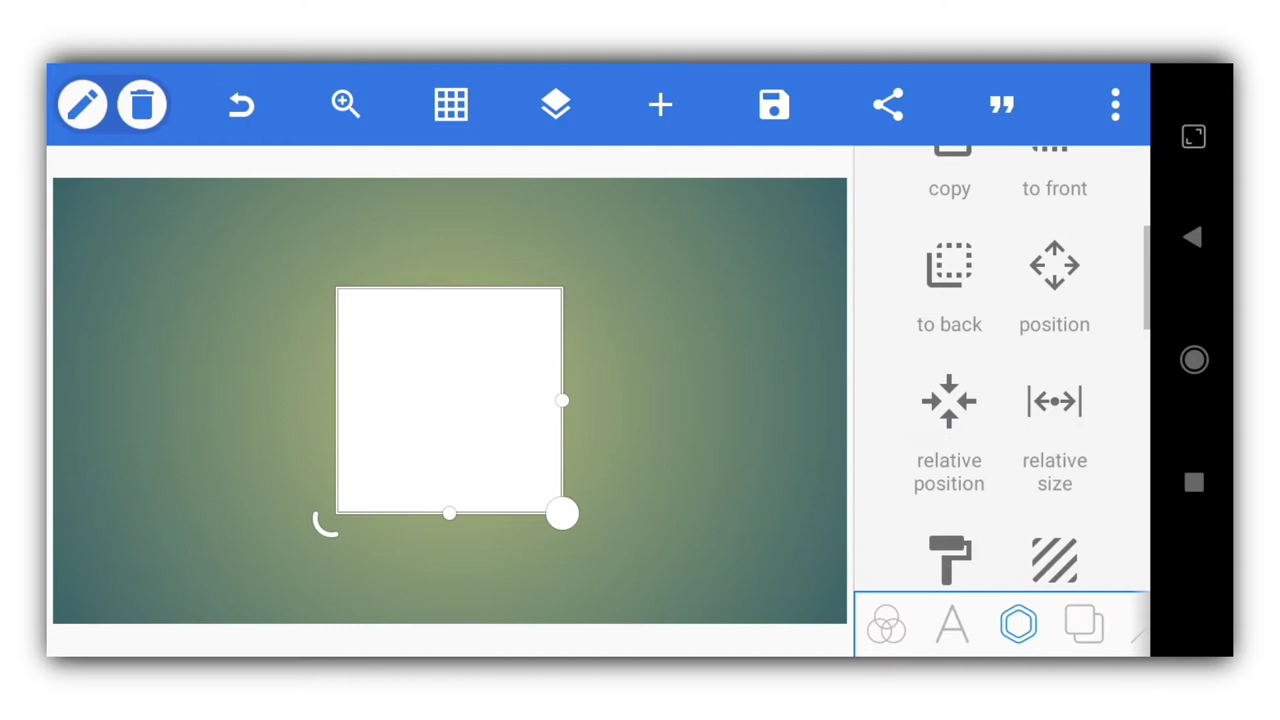 copy
to front
to back
position
relative
position
relative
size